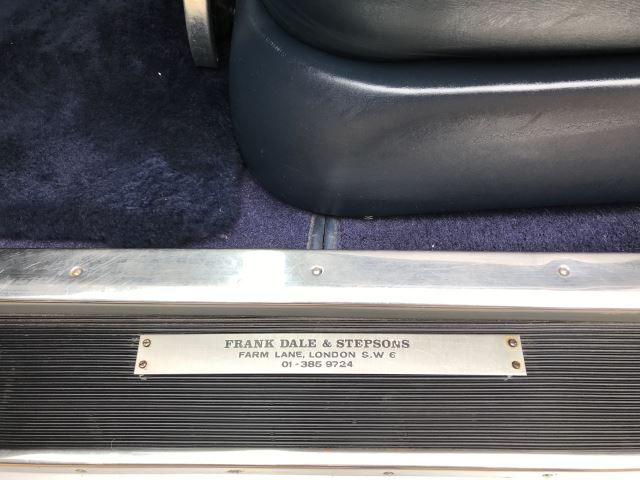 FRANK DALE & STEPSONS
FARM LANE, LONDON S.W 6
01-385 9724